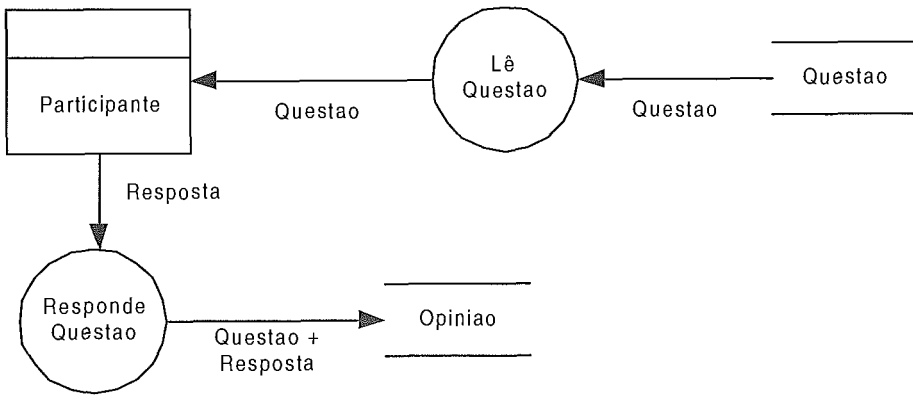 Participante
Questao
Lê
Questao
Questao
Questao
Resposta
Responde
Questao
Questao +
Resposta
Opiniao